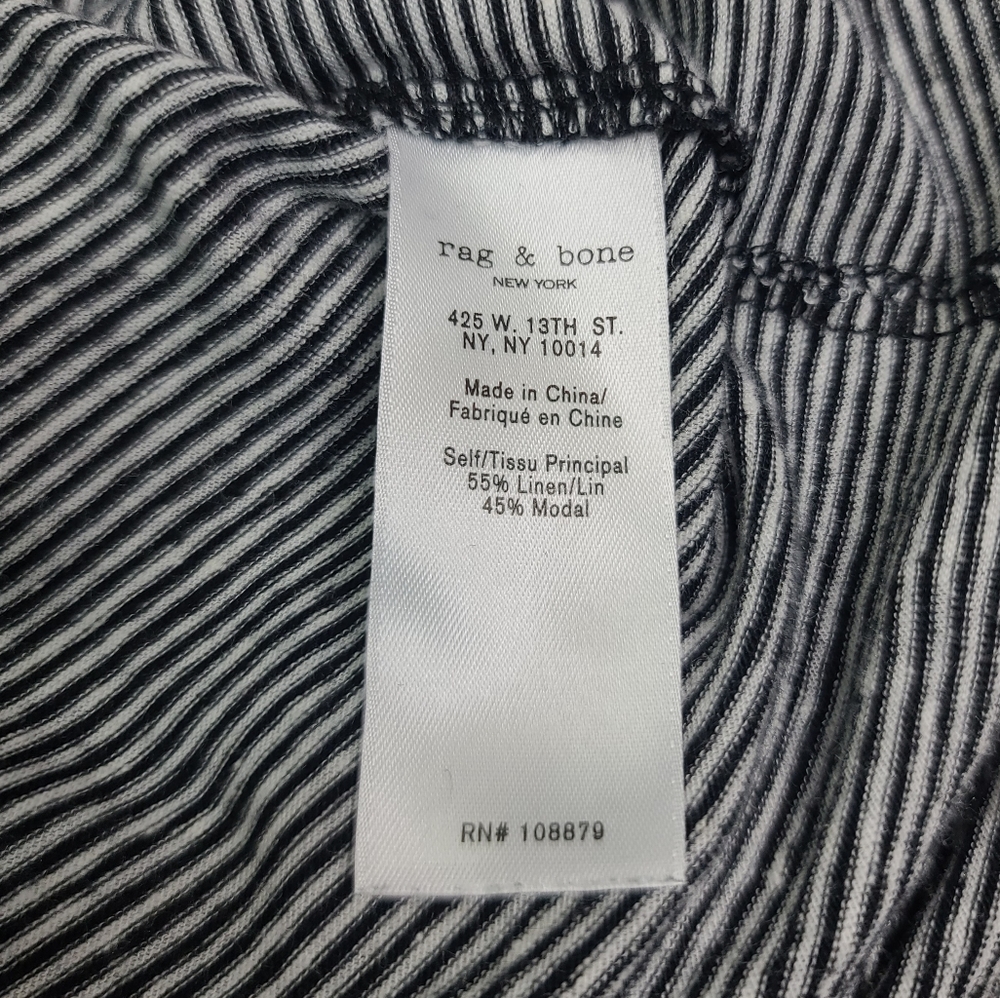 rag & bone
NEW YORK
425 W. 13TH ST.
NY, NY 10014
Made in China/
Fabriqué en Chine
Self/Tissu Principal
55% Linen/Lin
45% Modal
RN# 108879